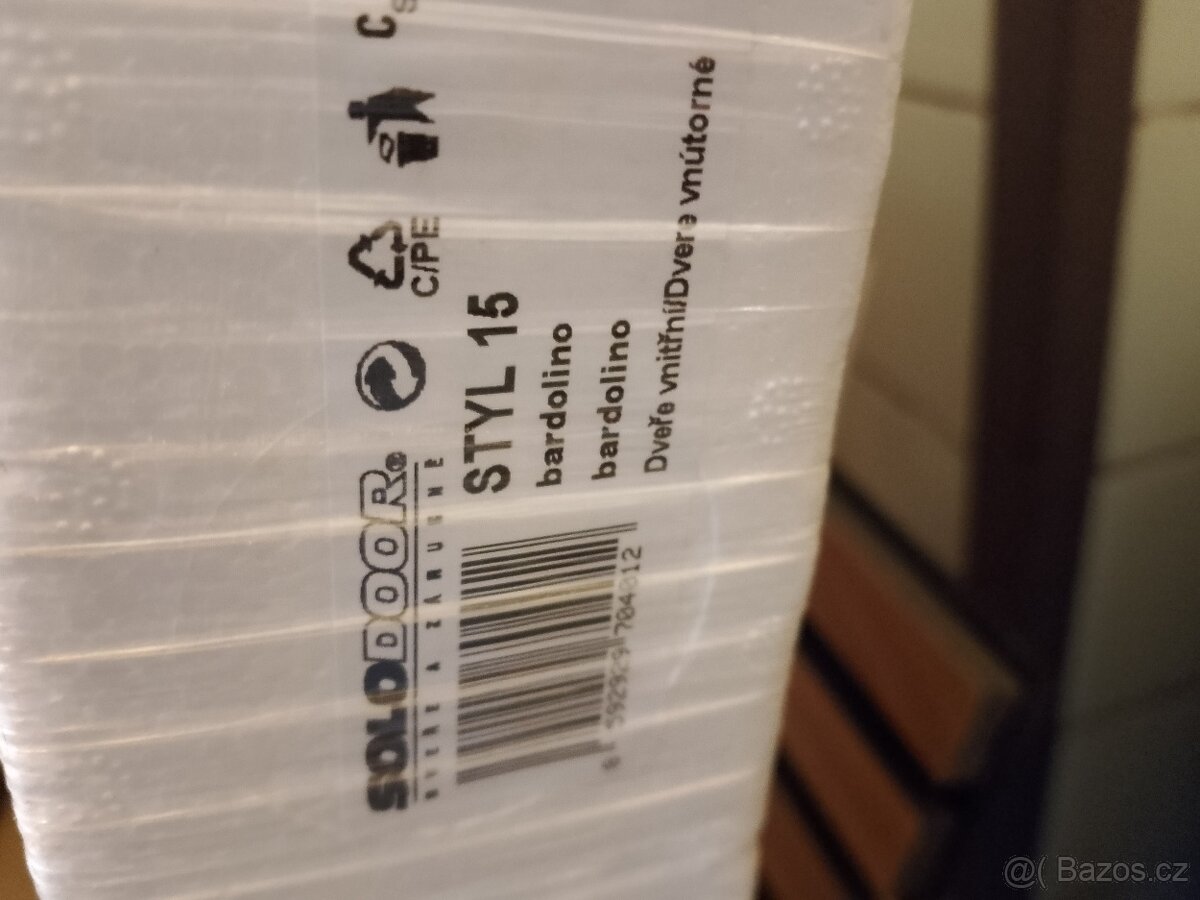 SOLODOOR®
DVEŘE A ZÁRUBNĚ
C/PE
STYL 15
bardolino
bardolino
Dveře vnitřní/Dvere vnútorné
@( Bazos.cz